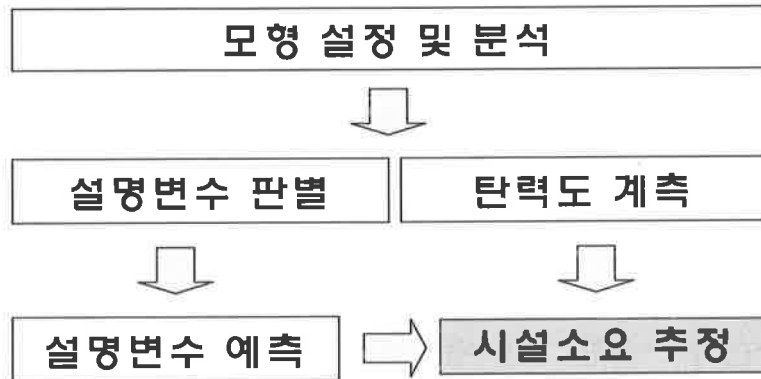 모형 설정 및 분석
설명변수 판별
탄력도 계측
설명변수 예측
시설소요 추정